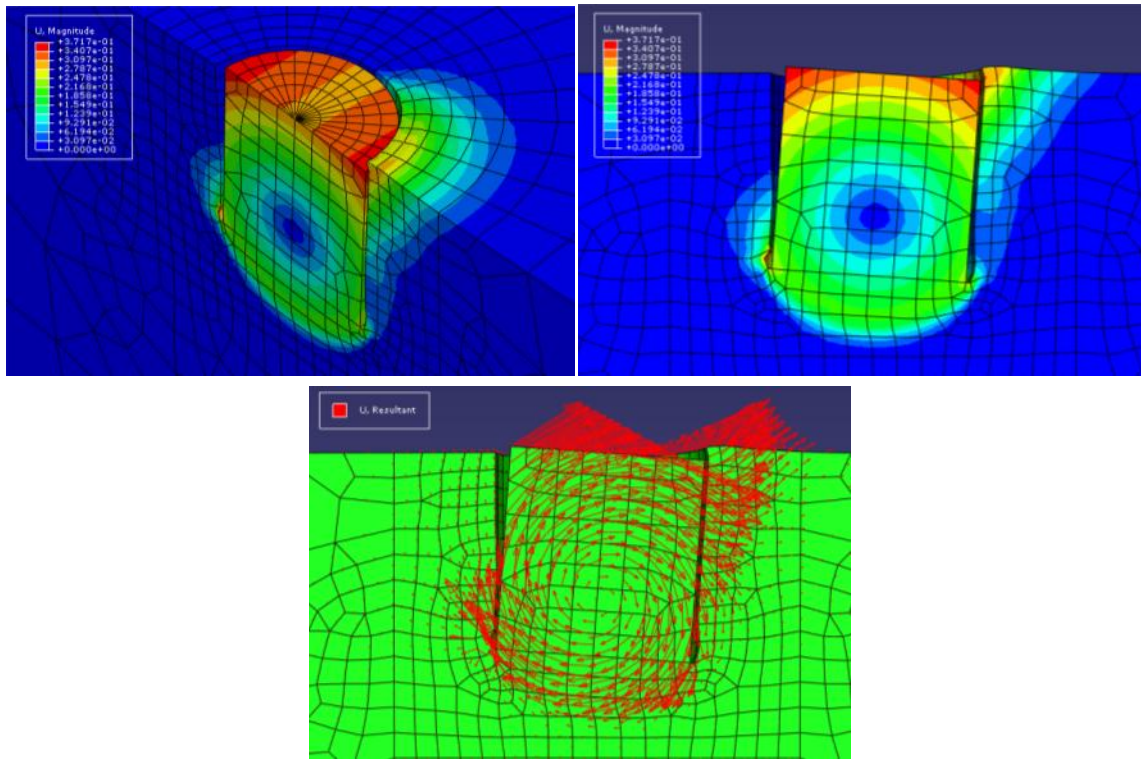 U, Magnitude
+3.717e-01
+3.407e-01
+3.097e-01
+2.787e-01
+2.478e-01
+2.168e-01
+1.858e-01
+1.549e-01
+1.239e-01
+9.291e-02
+6.194e-02
+3.097e-02
+0.000e+00
U, Magnitude
+3.717e-01
+3.407e-01
+3.097e-01
+2.787e-01
+2.478e-01
+2.168e-01
+1.858e-01
+1.549e-01
+1.239e-01
+9.291e-02
+6.194e-02
+3.097e-02
+0.000e+00
U, Resultant